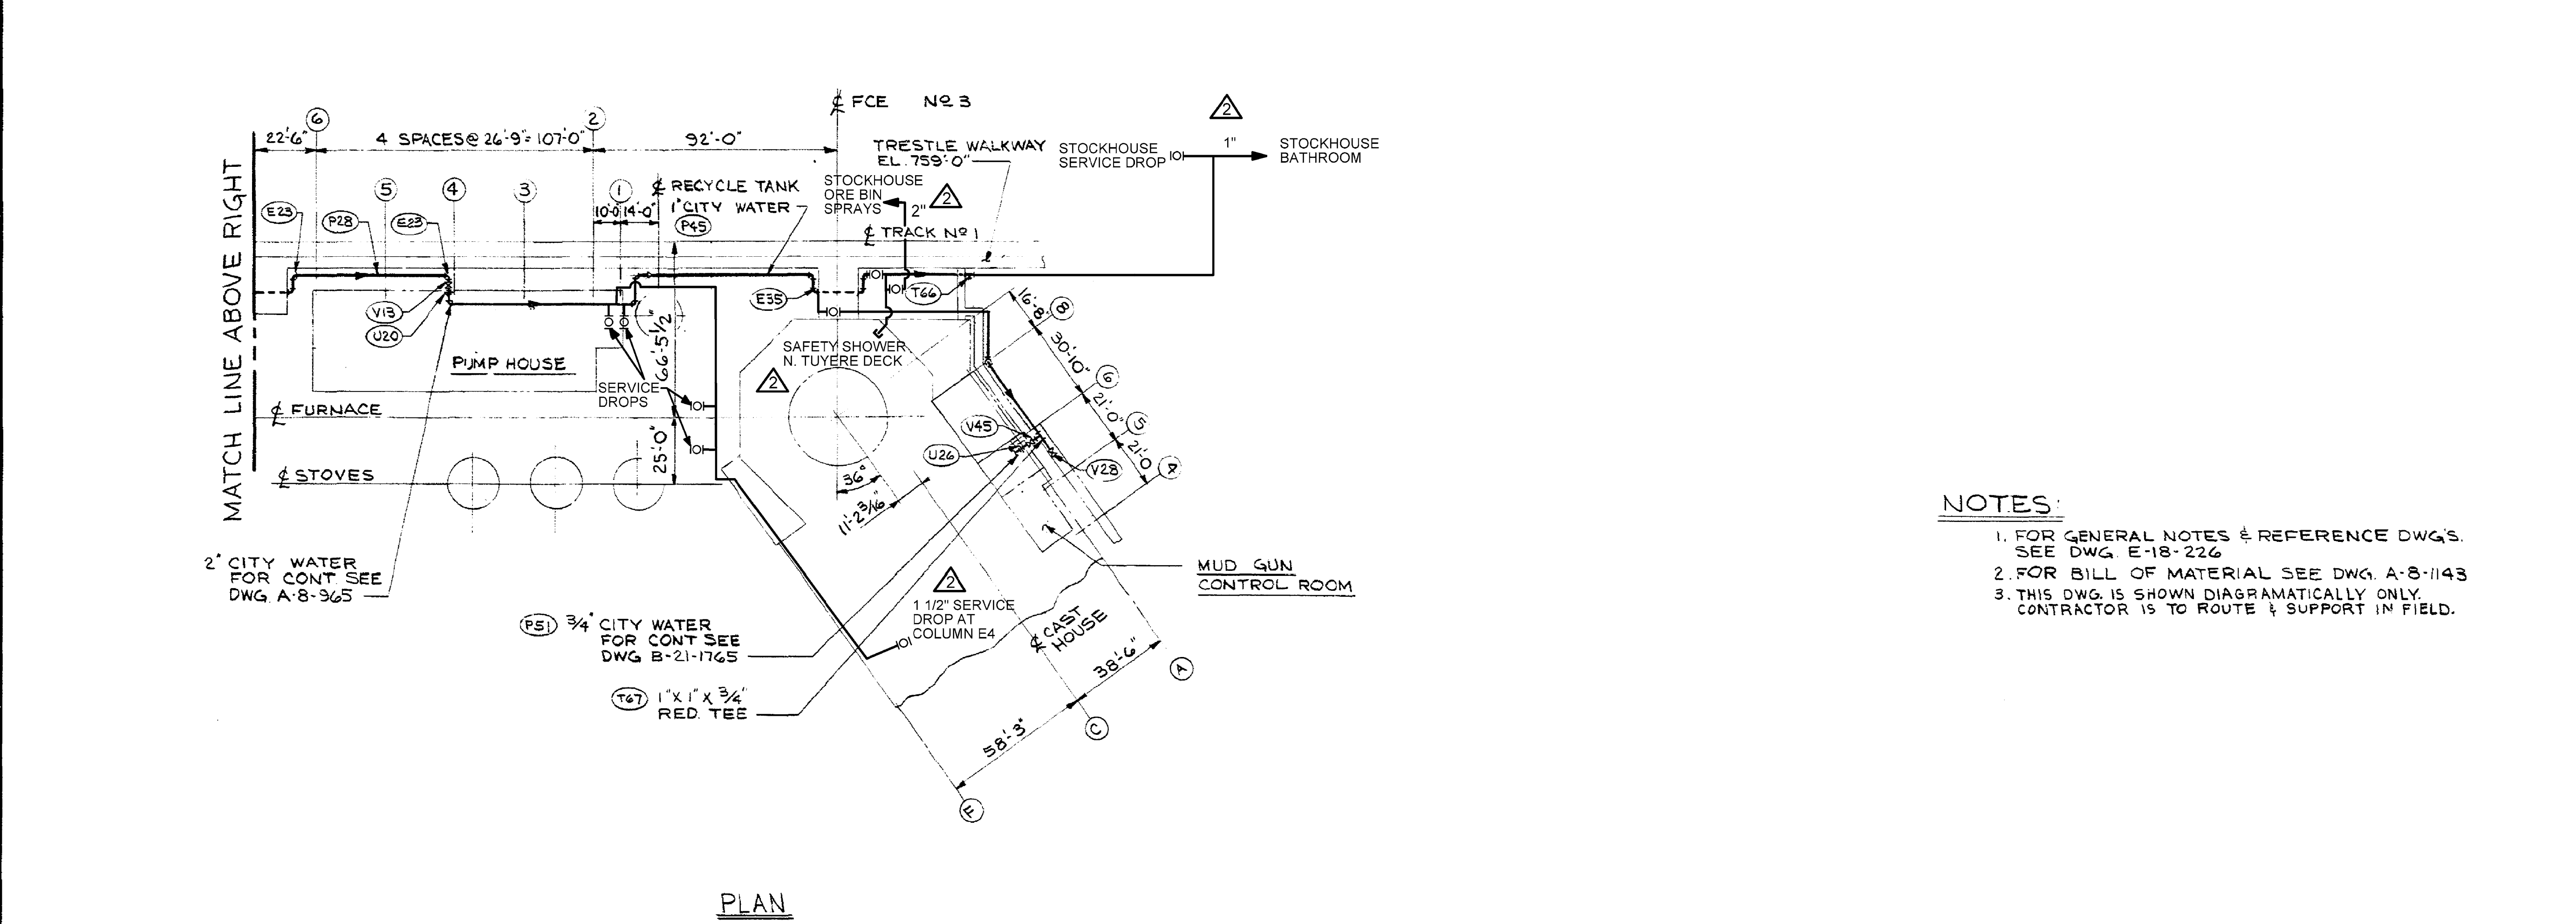 ℄ FCE Nº 3
22'-6"
6
4 SPACES @ 26'-9" = 107'-0"
2
92'-0"
TRESTLE WALKWAY
EL. 759'-0"
STOCKHOUSE
SERVICE DROP
2
1"
STOCKHOUSE
BATHROOM
MATCH LINE ABOVE RIGHT
E23
P28
5
E23
4
3
1
10'-0
14'-0"
℄ RECYCLE TANK
1" CITY WATER
P45
STOCKHOUSE
ORE BIN
SPRAYS
2"
2
℄ TRACK Nº 1
V13
U20
E35
T66
PUMP HOUSE
SERVICE
DROPS
66'-5 1/2"
25'-0"
SAFETY SHOWER
N. TUYERE DECK
2
℄ FURNACE
℄ STOVES
16'-8"
8
30'-10"
6
21'-0"
5
21'-0
4
V45
U26
V28
36°
11'-2 3/16"
2" CITY WATER
FOR CONT. SEE
DWG. A-8-965
MUD GUN
CONTROL ROOM
2
1 1/2" SERVICE
DROP AT
COLUMN E4
P51 3/4" CITY WATER
FOR CONT SEE
DWG B-21-1765
T67 1" X 1" X 3/4"
RED. TEE
℄ CAST
HOUSE
38'-6"
A
58'-3"
C
F
PLAN
NOTES:
1. FOR GENERAL NOTES & REFERENCE DWG'S.
SEE DWG. E-18-226
2. FOR BILL OF MATERIAL SEE DWG. A-8-1143
3. THIS DWG. IS SHOWN DIAGRAMATICALLY ONLY.
CONTRACTOR IS TO ROUTE & SUPPORT IN FIELD.